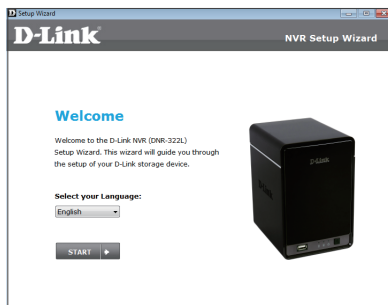 Setup Wizard
D-Link
NVR Setup Wizard
Welcome
Welcome to the D-Link NVR (DNR-322L)
Setup Wizard. This wizard will guide you through
the setup of your D-Link storage device.
Select your Language:
English
START
D-Link
D-Link